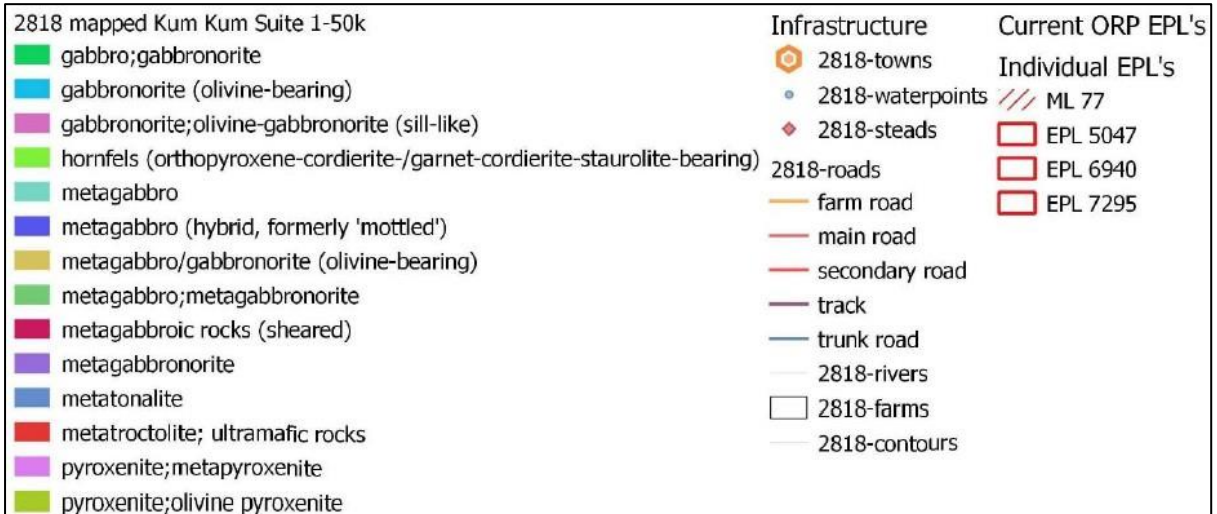 2818 mapped Kum Kum Suite 1-50k
gabbro;gabbronorite
gabbronorite (olivine-bearing)
gabbronorite;olivine-gabbronorite (sill-like)
hornfels (orthopyroxene-cordierite-/garnet-cordierite-staurolite-bearing)
metagabbro
metagabbro (hybrid, formerly 'mottled')
metagabbro/gabbronorite (olivine-bearing)
metagabbro;metagabbronorite
metagabbroic rocks (sheared)
metagabbronorite
metatonalite
metatroctolite; ultramafic rocks
pyroxenite;metapyroxenite
pyroxenite;olivine pyroxenite
Infrastructure
2818-towns
2818-waterpoints
2818-steads
2818-roads
farm road
main road
secondary road
track
trunk road
2818-rivers
2818-farms
2818-contours
Current ORP EPL's
Individual EPL's
ML 77
EPL 5047
EPL 6940
EPL 7295